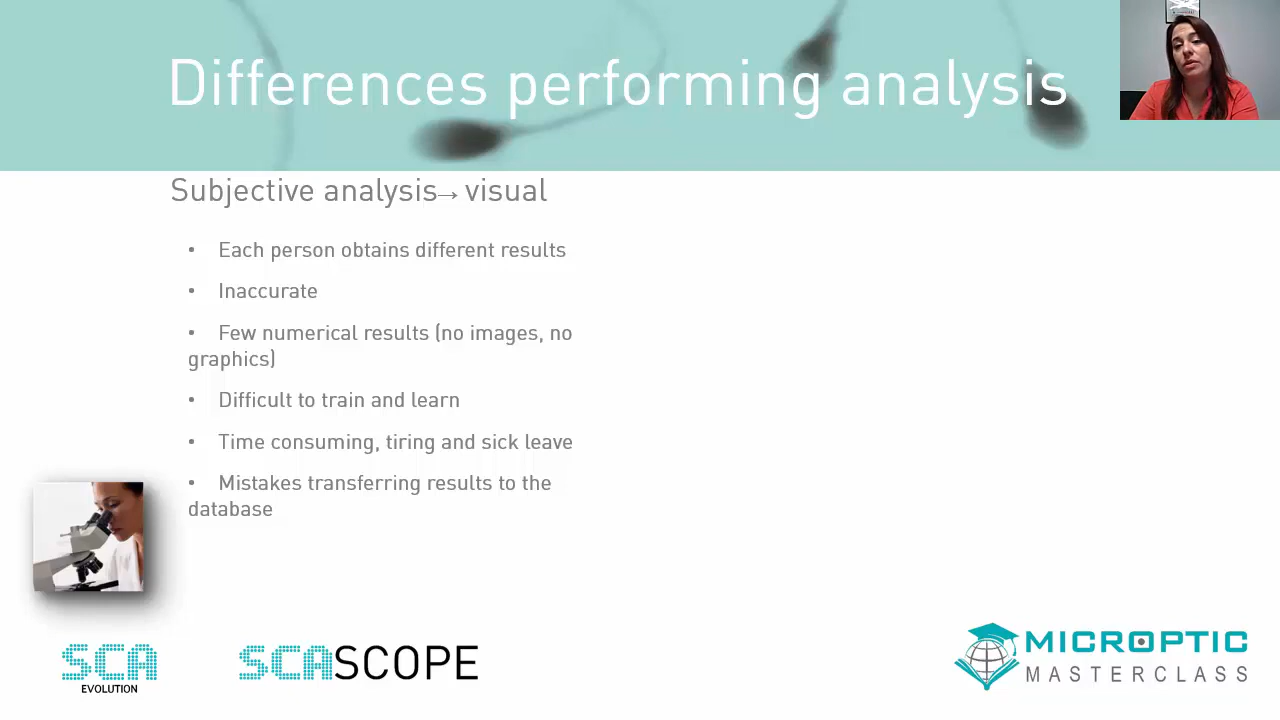 Differences performing analysis
Subjective analysis→visual
• Each person obtains different results
• Inaccurate
• Few numerical results (no images, no
graphics)
• Difficult to train and learn
• Time consuming, tiring and sick leave
• Mistakes transferring results to the
database
SCA
EVOLUTION
SCASCOPE
MICROPTIC
MASTERCLASS